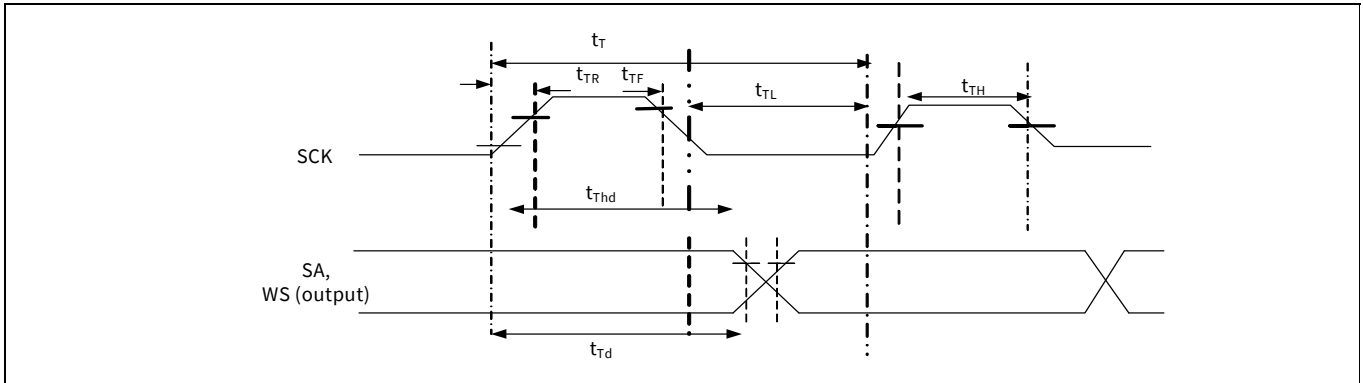 tT
tTR
tTF
tTL
tTH
SCK
tThd
SA,
WS (output)
tTd